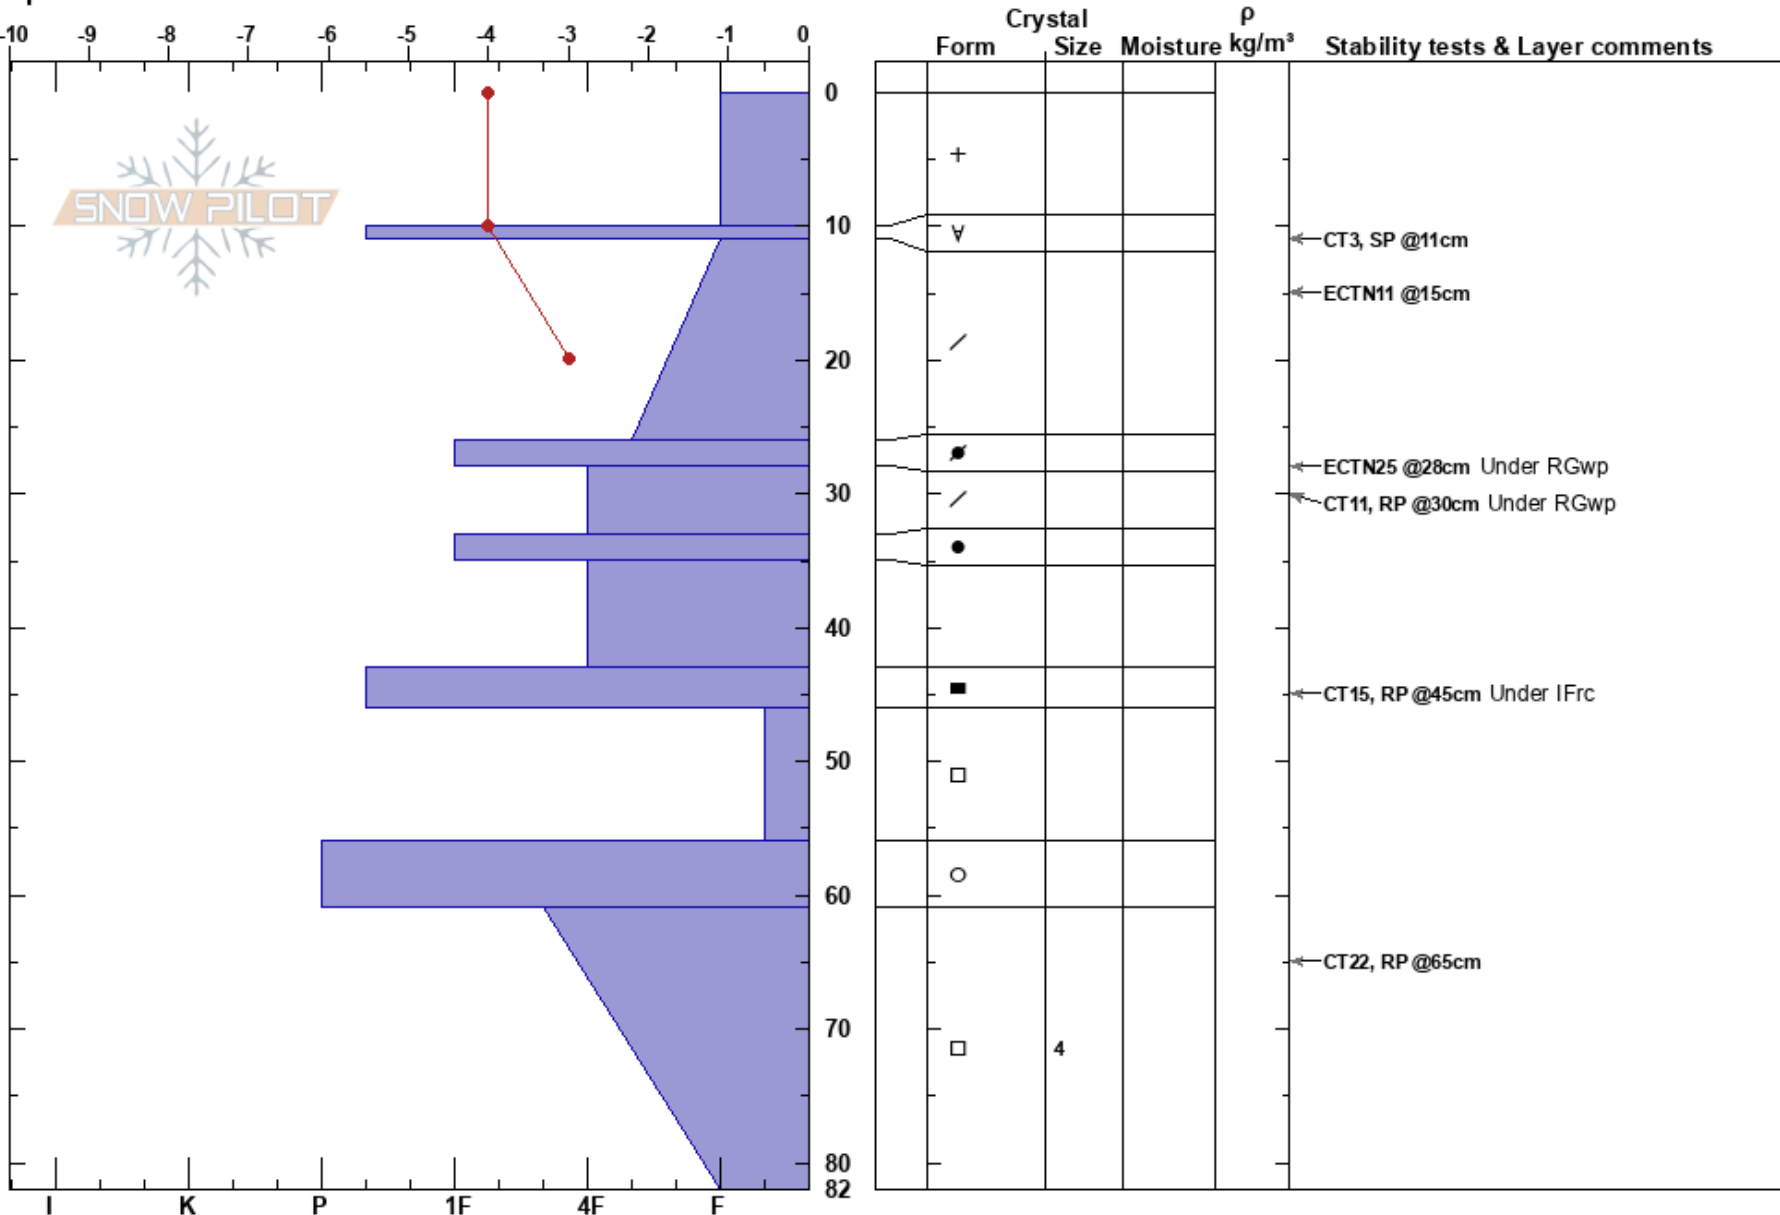 -10 -9 -8 -7 -6 -5 -4 -3 -2 -1 0
Crystal
Form Size Moisture
ρ
kg/m³
Stability tests & Layer comments
SNOW PILOT
0
10
20
30
40
50
60
70
80
82
CT3, SP @11cm
ECTN11 @15cm
ECTN25 @28cm Under RGwp
CT11, RP @30cm Under RGwp
CT15, RP @45cm Under IFrc
CT22, RP @65cm
4
I K P 1F 4F F